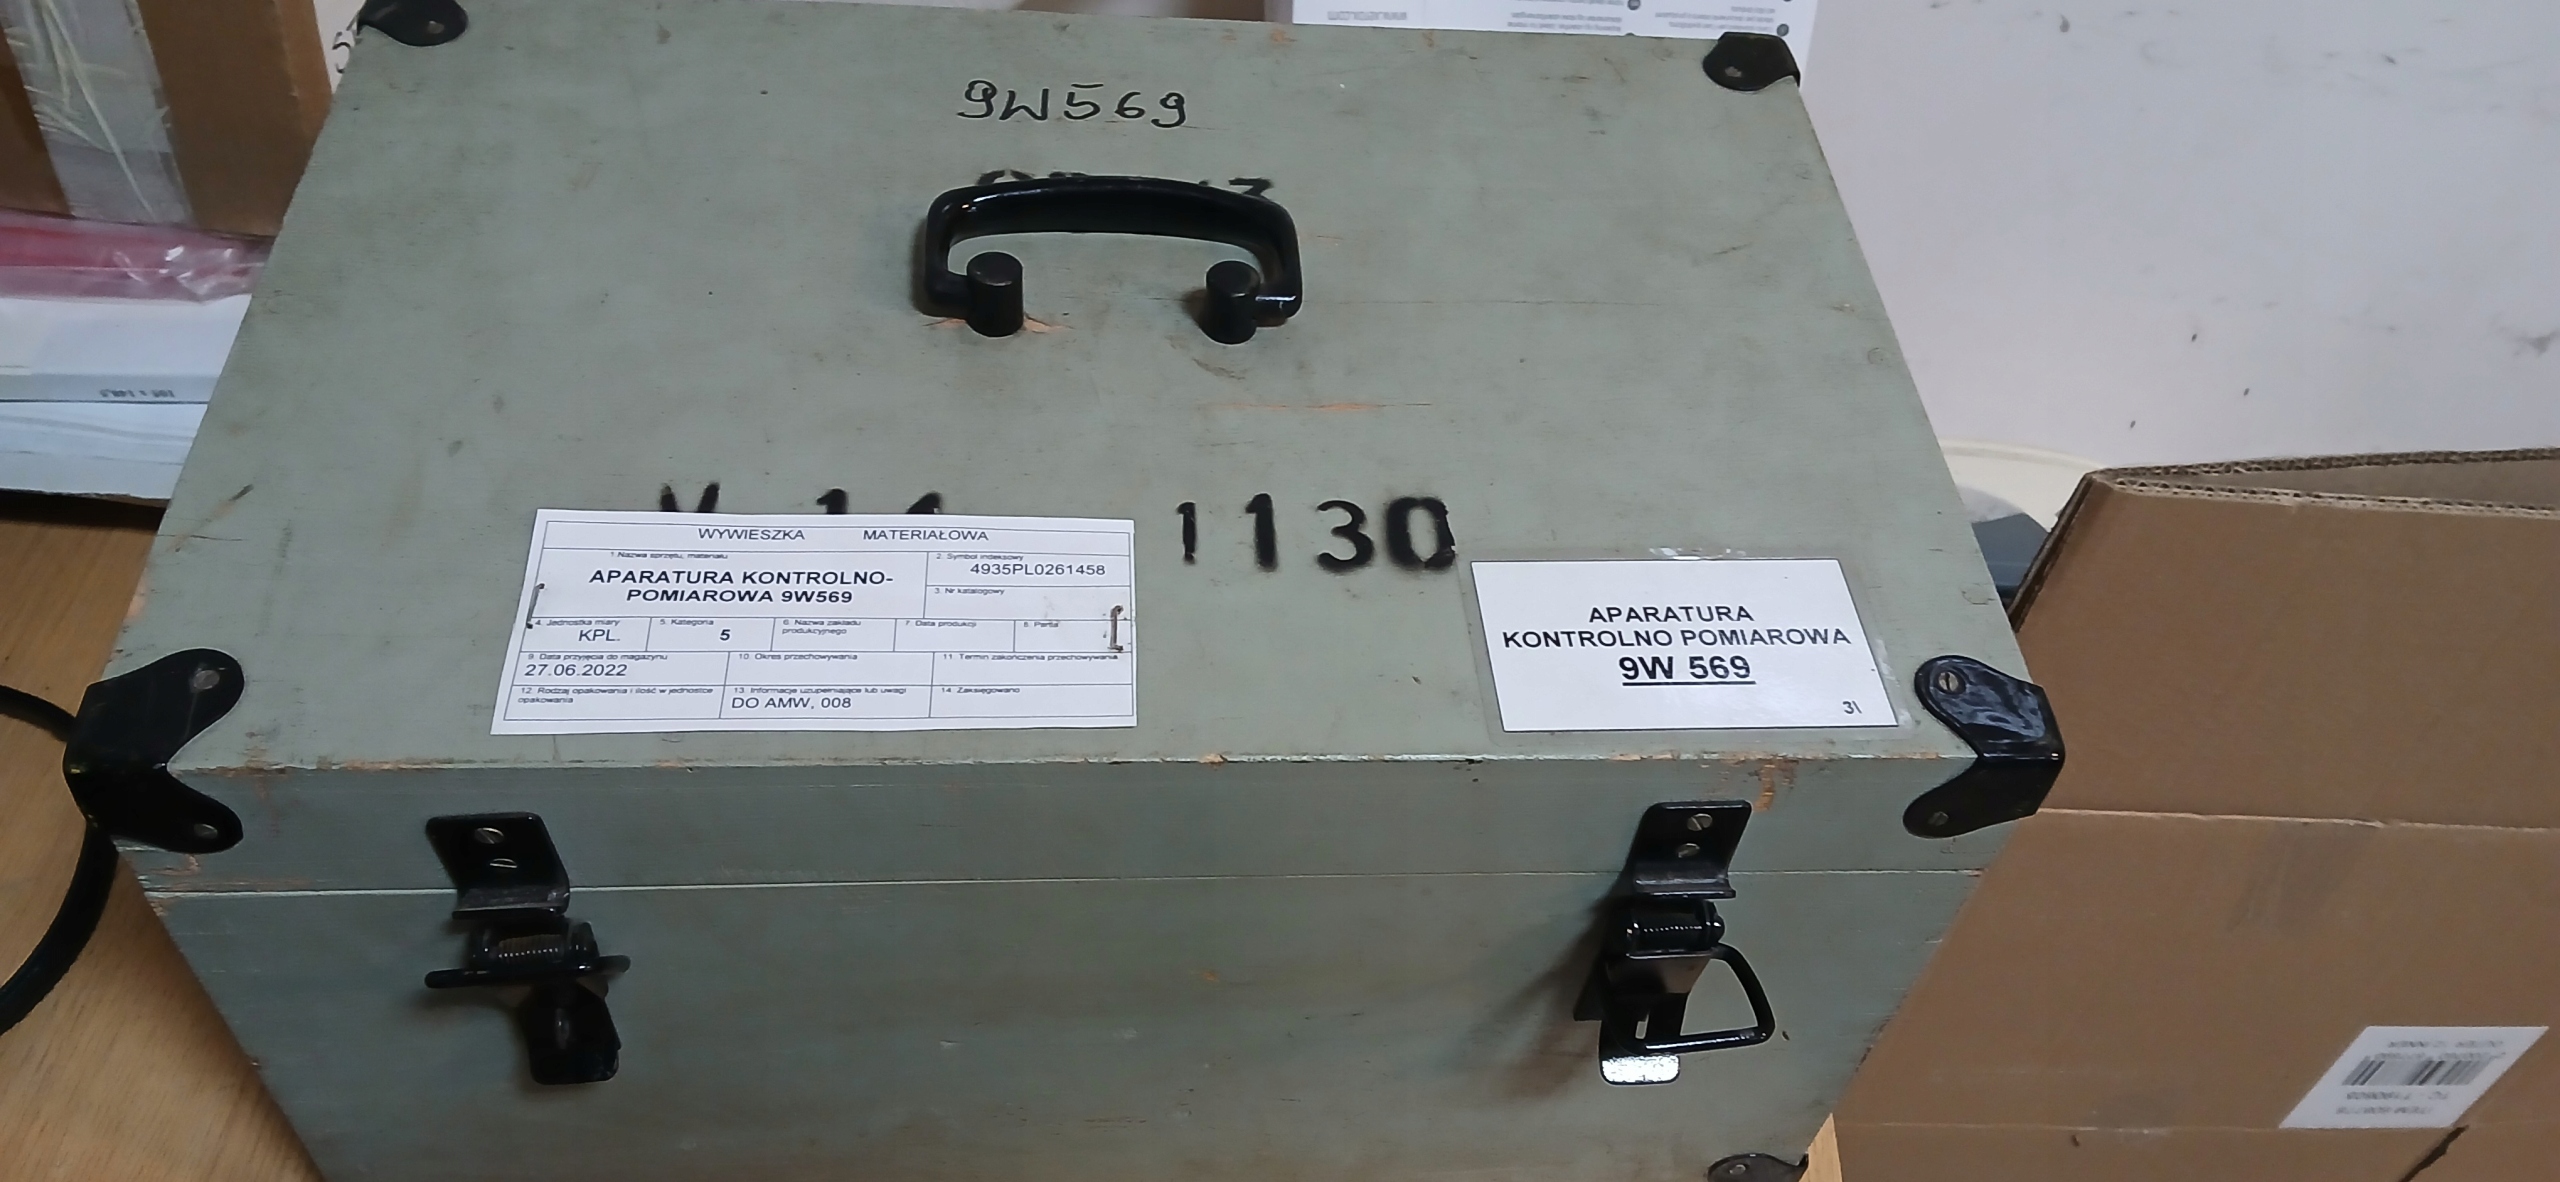 9W569
1130
WYWIESZKA MATERIAŁOWA
1.Nazwa sprzętu, materiału
APARATURA KONTROLNO-
POMIAROWA 9W569
2. Symbol indeksowy
4935PL0261458
3. Nr katalogowy
4. Jednostka miary
KPL.
5. Kategoria
5
6. Nazwa zakładu
produkcyjnego
7. Data produkcji
8. Partia
9. Data przyjęcia do magazynu
27.06.2022
10. Okres przechowywania
11. Termin zakończenia przechowywania
12. Rodzaj opakowania i ilość w jednostce
opakowania
13. Informacje uzupełniające lub uwagi
DO AMW, 008
14. Zaksięgowano
APARATURA
KONTROLNO POMIAROWA
9W 569
31